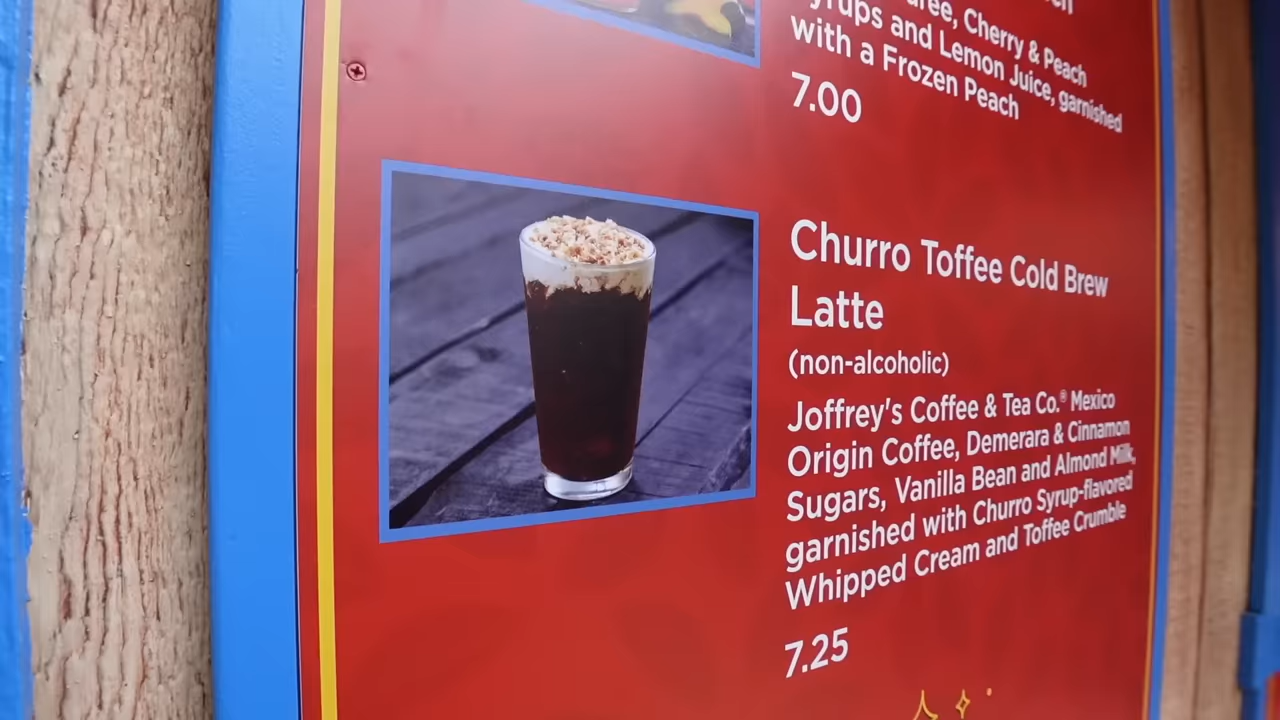 Cherry & Peach
Syrups and Lemon Juice, garnished
with a Frozen Peach
7.00
Churro Toffee Cold Brew
Latte
(non-alcoholic)
Joffrey's Coffee & Tea Co.® Mexico
Origin Coffee, Demerara & Cinnamon
Sugars, Vanilla Bean and Almond Milk,
garnished with Churro Syrup-flavored
Whipped Cream and Toffee Crumble
7.25